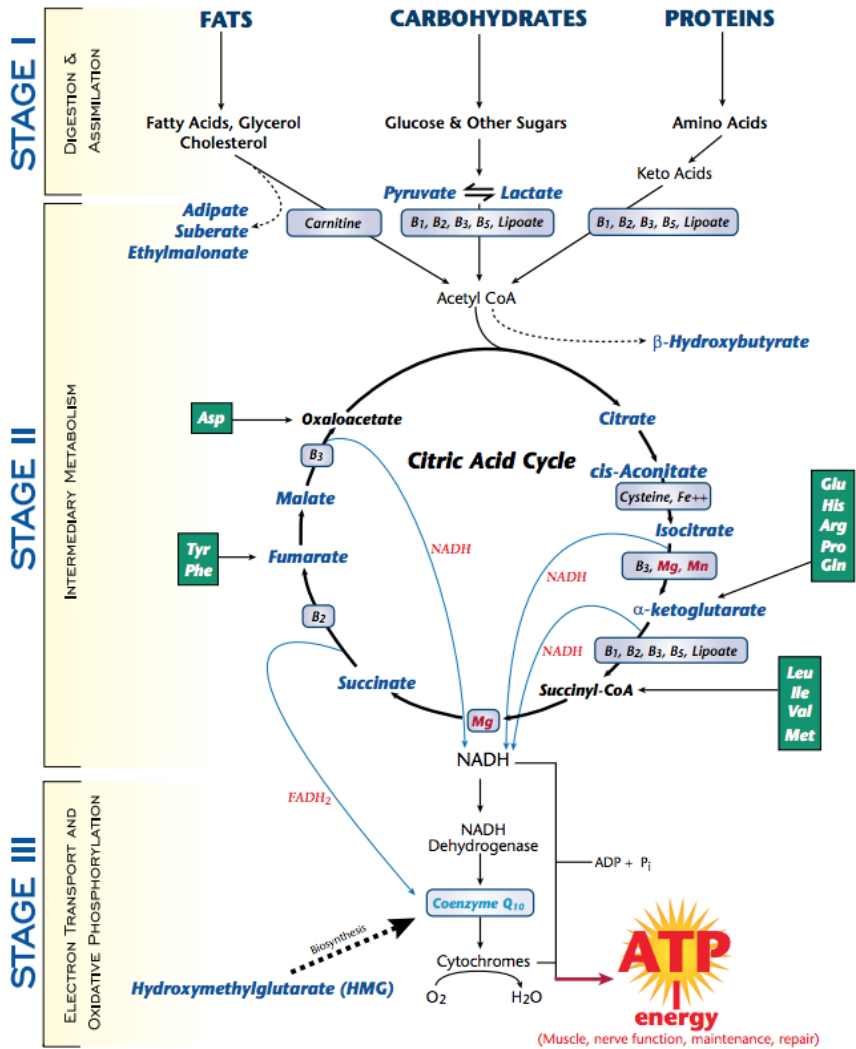 STAGE I
DIGESTION &
ASSIMILATION
FATS
CARBOHYDRATES
PROTEINS
Fatty Acids, Glycerol
Cholesterol
Glucose & Other Sugars
Amino Acids
Keto Acids
Pyruvate ⇌ Lactate
STAGE II
INTERMEDIARY METABOLISM
Adipate
Suberate
Ethylmalonate
Carnitine
B1, B2, B3, B5, Lipoate
B1, B2, B3, B5, Lipoate
Acetyl CoA
β-Hydroxybutyrate
Asp
Oxaloacetate
Citrate
B3
Citric Acid Cycle
cis-Aconitate
Cysteine, Fe++
Malate
Isocitrate
Glu
His
Arg
Pro
Gln
Tyr
Phe
Fumarate
NADH
NADH
B3, Mg, Mn
α-ketoglutarate
B2
NADH
B1, B2, B3, B5, Lipoate
Succinate
Succinyl-CoA
Leu
Ile
Val
Met
Mg
NADH
STAGE III
ELECTRON TRANSPORT AND
OXIDATIVE PHOSPHORYLATION
FADH2
NADH
Dehydrogenase
ADP + Pi
Coenzyme Q10
Biosynthesis
Hydroxymethylglutarate (HMG)
Cytochromes
O2
H2O
ATP
energy
(Muscle, nerve function, maintenance, repair)